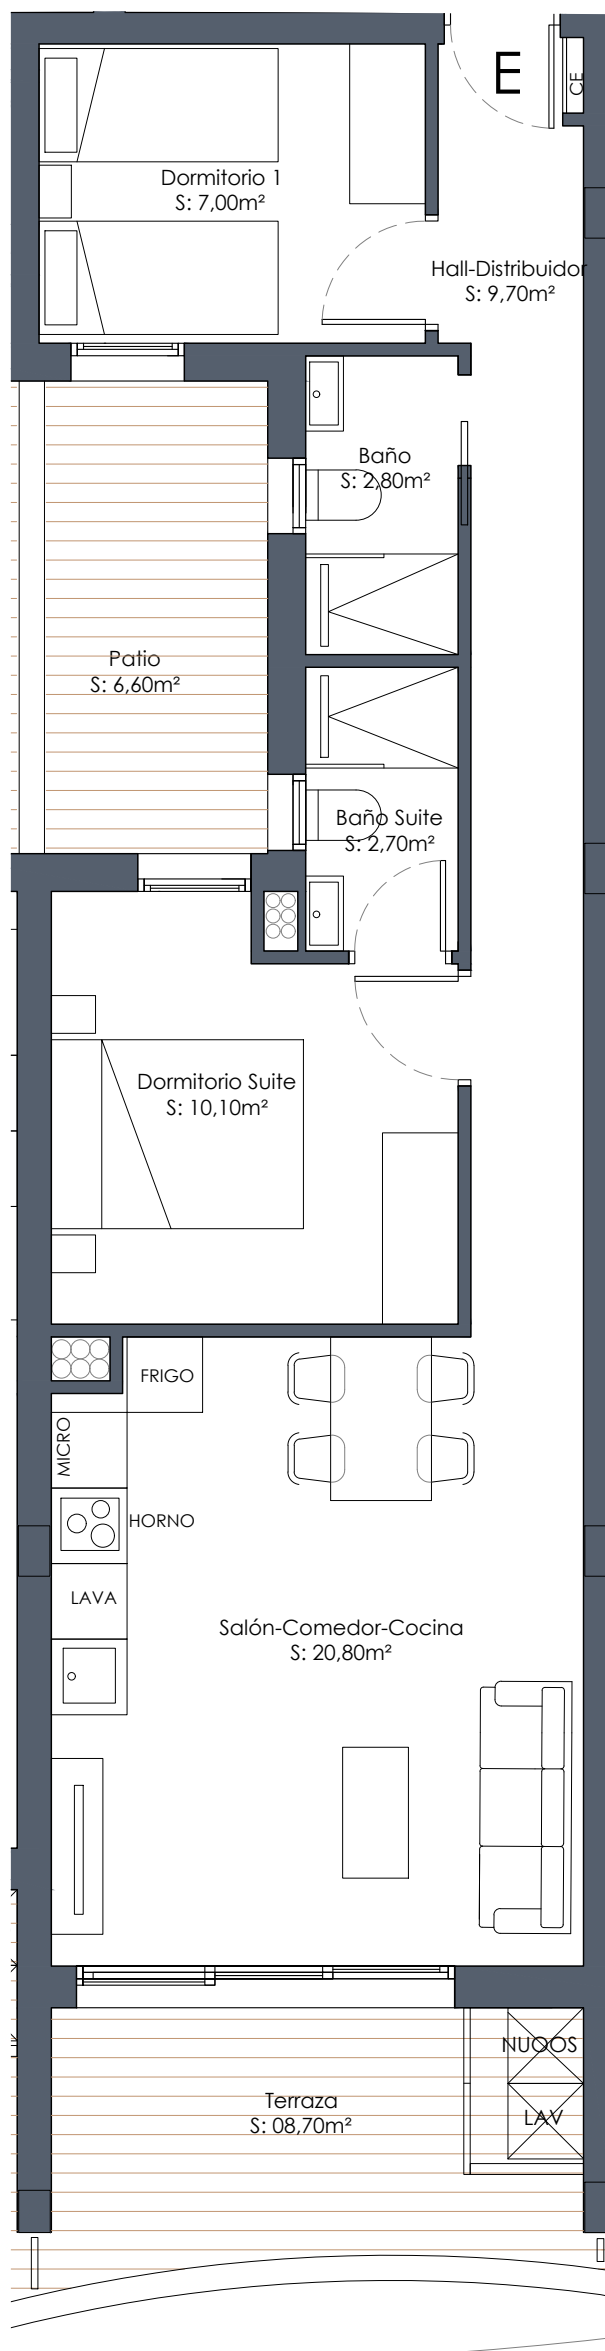 E
CE
Dormitorio 1
S: 7,00m²
Hall-Distribuidor
S: 9,70m²
Baño
S: 2,80m²
Patio
S: 6,60m²
Baño Suite
S: 2,70m²
Dormitorio Suite
S: 10,10m²
FRIGO
MICRO
HORNO
LAVA
Salón-Comedor-Cocina
S: 20,80m²
NUOOS
Terraza
S: 08,70m²
LAV